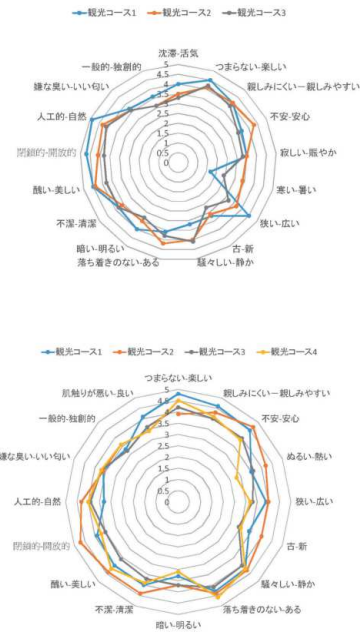 観光コース1 観光コース2 観光コース3
沈滞-活気
一般的-独創的 つまらない-楽しい
嫌な臭い-いい匂い 親しみにくいー親しみやすい
人工的-自然 不安-安心
閉鎖的-開放的 寂しい-賑やか
醜い-美しい 寒い-暑い
不潔-清潔 狭い-広い
暗い-明るい 古-新
落ち着きのない-ある 騒々しい-静か
5
4.5
4
3.5
3
2.5
2
1.5
1
0.5
0
観光コース1 観光コース2 観光コース3 観光コース4
つまらない-楽しい
肌触りが悪い-良い 親しみにくいー親しみやすい
一般的-独創的 不安-安心
嫌な臭い-いい匂い ぬるい-熱い
人工的-自然 狭い-広い
閉鎖的-開放的 古-新
醜い-美しい 騒々しい-静か
不潔-清潔 落ち着きのない-ある
暗い-明るい
5
4.5
4
3.5
3
2.5
2
1.5
1
0.5
0